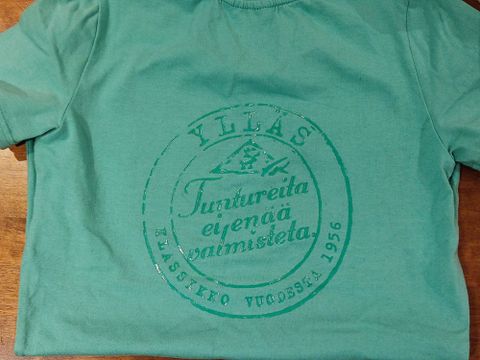 YLLÄS
Tuntureita
ei enää
valmisteta.
KLASSIKKO VUODESTA 1956